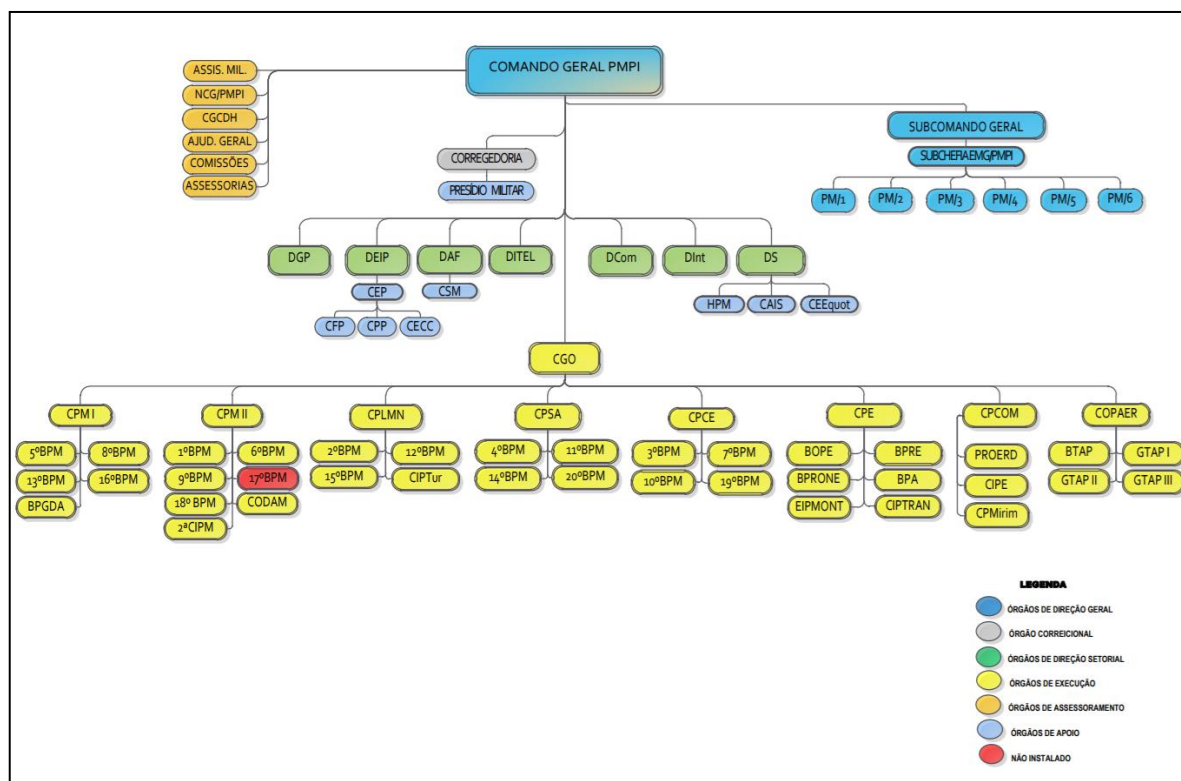 COMANDO GERAL PMPI
ASSIS. MIL.
NCG/PMPI
CGCDH
AJUD. GERAL
COMISSÕES
ASSESSORIAS
SUBCOMANDO GERAL
SUBCHEFIAEMG/PMPI
PM/1 PM/2 PM/3 PM/4 PM/5 PM/6
CORREGEDORIA
PRESÍDIO MILITAR
DGP DEIP DAF DITEL DCom DInt DS
CEP CSM
HPM CAIS CEEquot
CFP CPP CECC
CGO
CPM I CPM II CPLMN CPSA CPCE CPE CPCOM COPAER
5ºBPM 8ºBPM
13ºBPM 16ºBPM
BPGDA
1ºBPM 6ºBPM
9ºBPM 17ºBPM
18º BPM CODAM
2ªCIPM
2ºBPM 12ºBPM
15ºBPM CIPTur
4ºBPM 11ºBPM
14ºBPM 20ºBPM
3ºBPM 7ºBPM
10ºBPM 19ºBPM
BOPE BPRE
BPRONE BPA
EIPMONT CIPTRAN
PROERD
CIPE
CPMirim
BTAP GTAP I
GTAP II GTAP III
LEGENDA
ÓRGÃOS DE DIREÇÃO GERAL
ÓRGÃO CORREICIONAL
ÓRGÃOS DE DIREÇÃO SETORIAL
ÓRGÃOS DE EXECUÇÃO
ÓRGÃOS DE ASSESSORAMENTO
ÓRGÃOS DE APOIO
NÃO INSTALADO